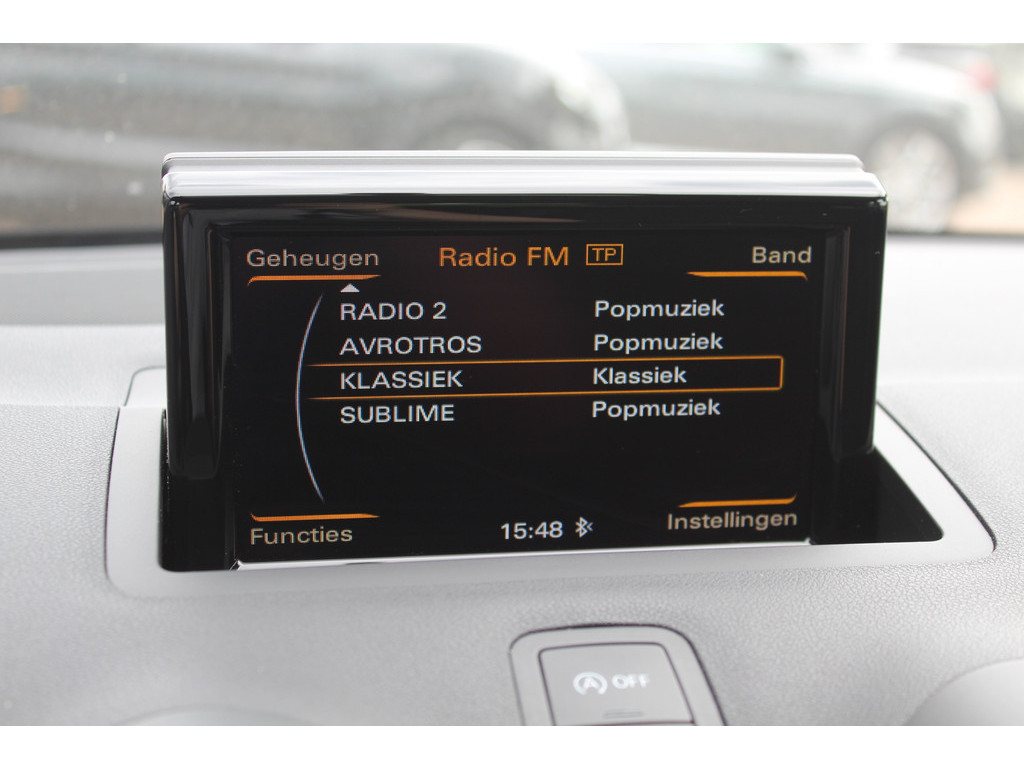 Geheugen Radio FM TP Band
RADIO 2 Popmuziek
AVROTROS Popmuziek
KLASSIEK Klassiek
SUBLIME Popmuziek
Functies 15:48 Instellingen
A OFF